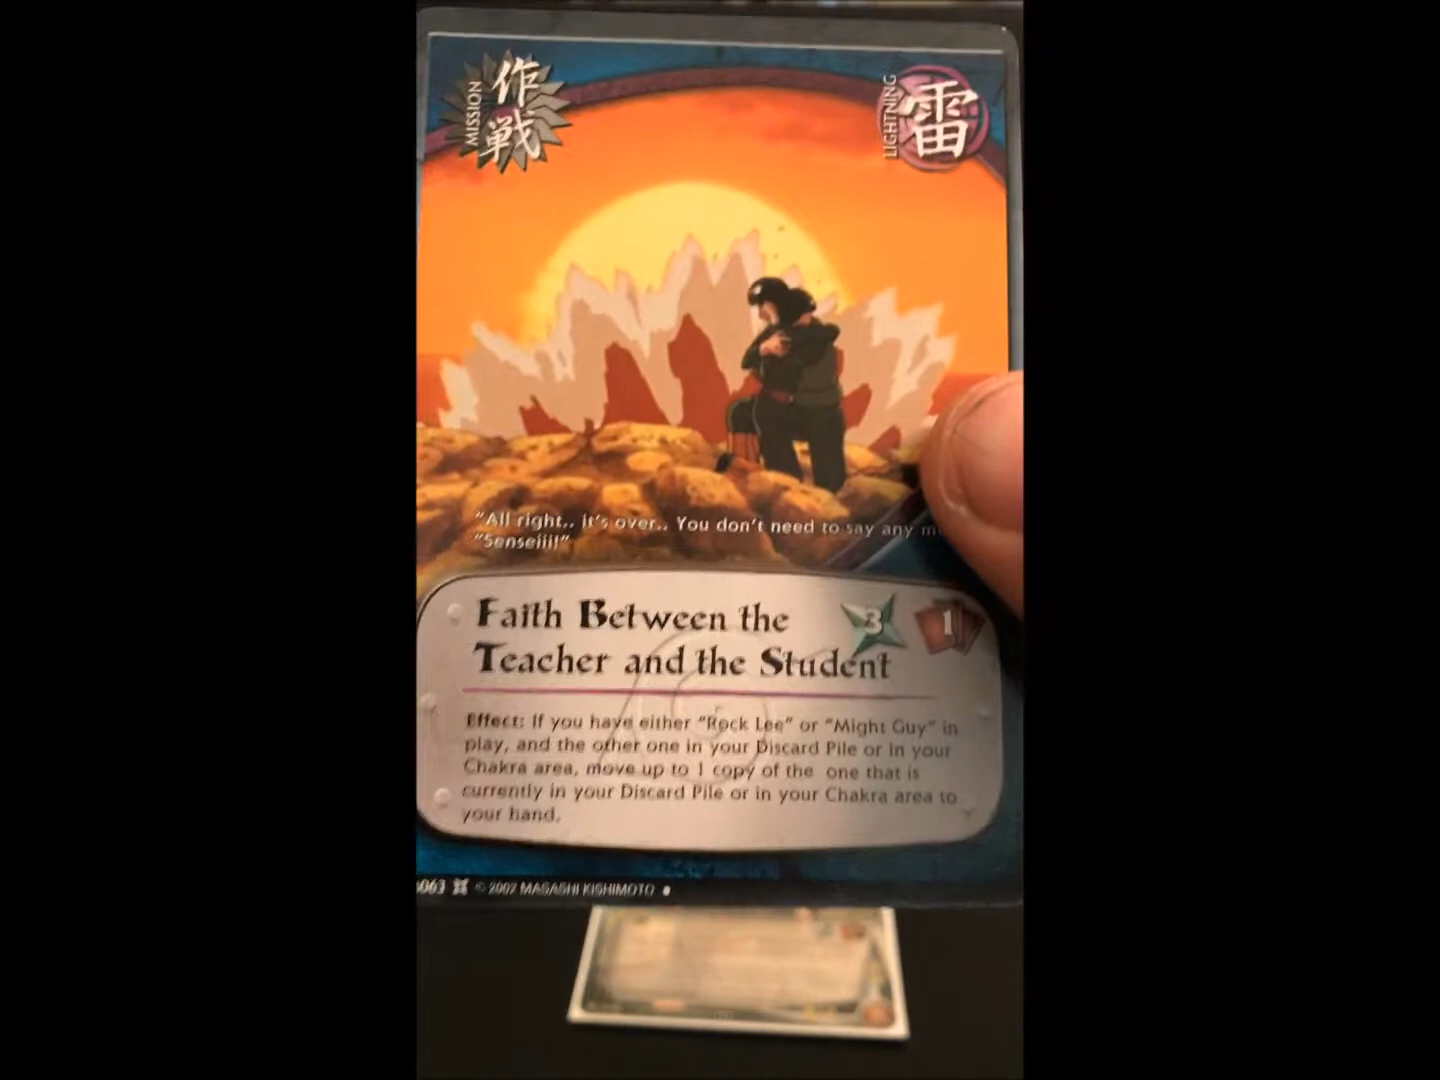 MISSION
作戦
LIGHTNING
雷
"All right.. it's over.. You don't need to say any
"Senseiii!"
Faith Between the
3
1
Teacher and the Student
Effect: If you have either "Rock Lee" or "Might Guy" in
play, and the other one in your Discard Pile or in your
Chakra area, move up to 1 copy of the one that is
currently in your Discard Pile or in your Chakra area to
your hand.
063 © 2002 MASASHI KISHIMOTO